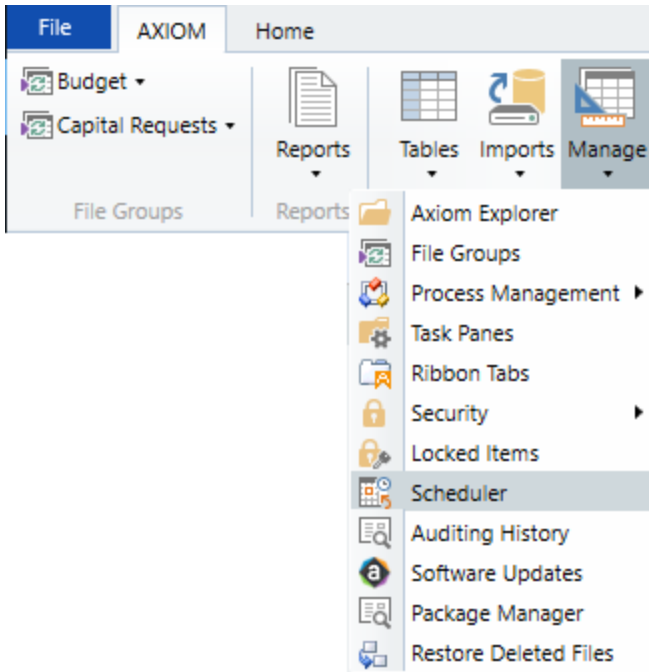 File AXIOM Home
Budget
Capital Requests
Reports Tables Imports Manage
File Groups Reports
Axiom Explorer
File Groups
Process Management
Task Panes
Ribbon Tabs
Security
Locked Items
Scheduler
Auditing History
Software Updates
Package Manager
Restore Deleted Files